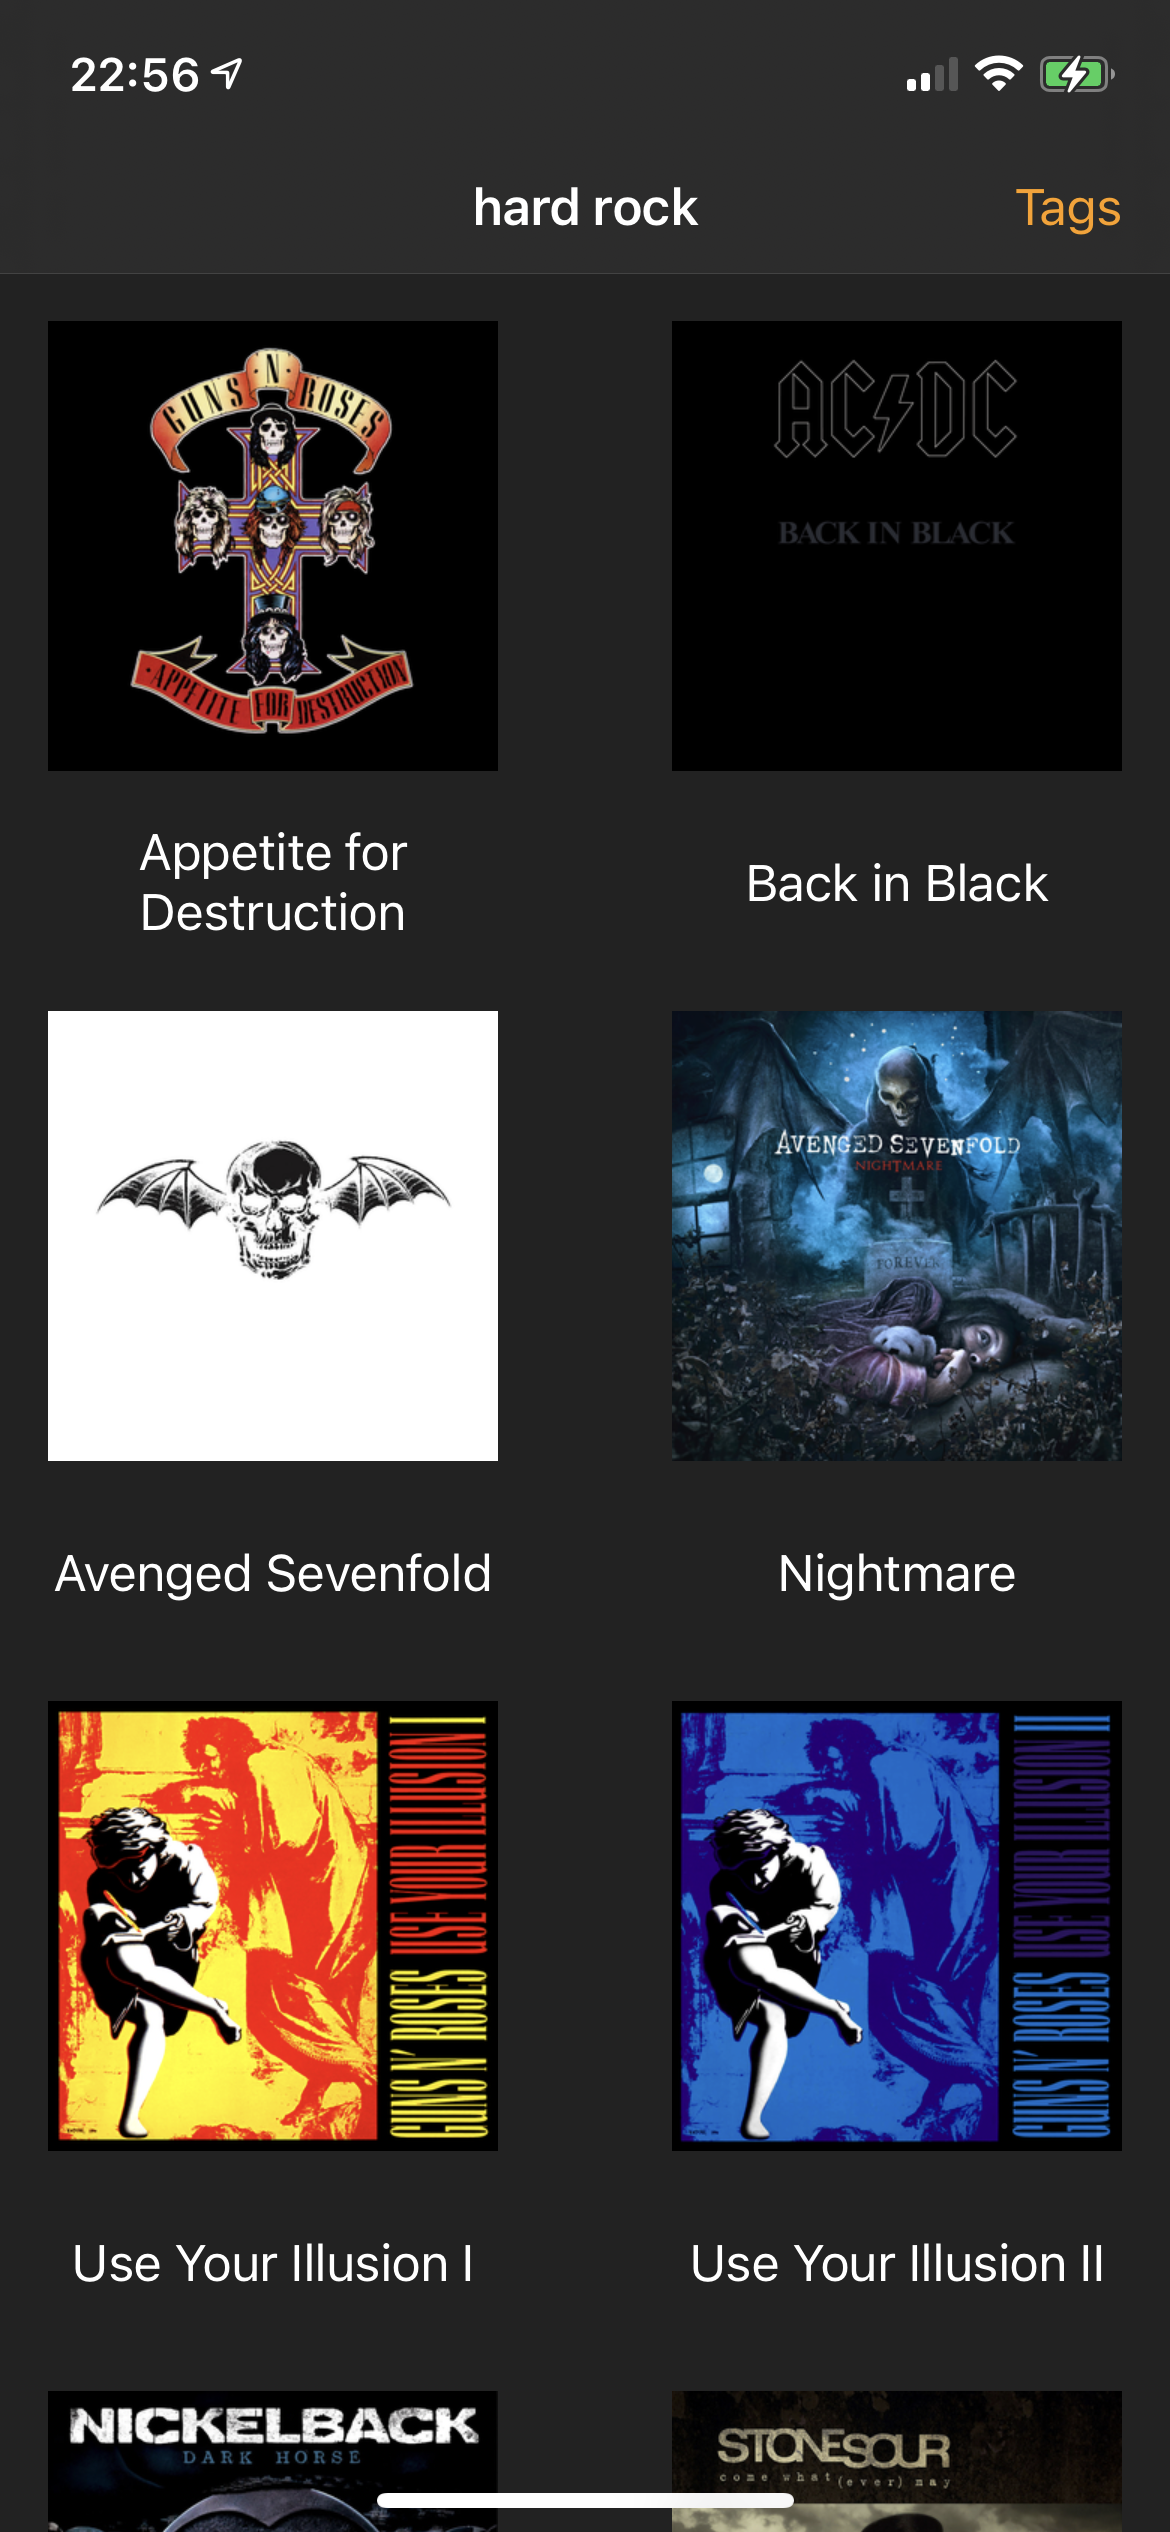 22:56
hard rock
Tags
GUNS N' ROSES
APPETITE FOR DESTRUCTION
AC/DC
BACK IN BLACK
Appetite for
Destruction
Back in Black
AVENGED SEVENFOLD
NIGHTMARE
FOREVER
Avenged Sevenfold
Nightmare
GUNS N' ROSES USE YOUR ILLUSION I
GUNS N' ROSES USE YOUR ILLUSION II
Use Your Illusion I
Use Your Illusion II
NICKELBACK
DARK HORSE
STONESOUR
come what (ever) may